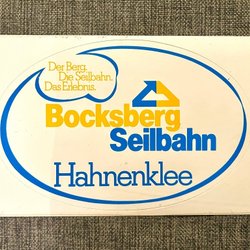 Der Berg.
Die Seilbahn.
Das Erlebnis.
Bocksberg
Seilbahn
Hahnenklee